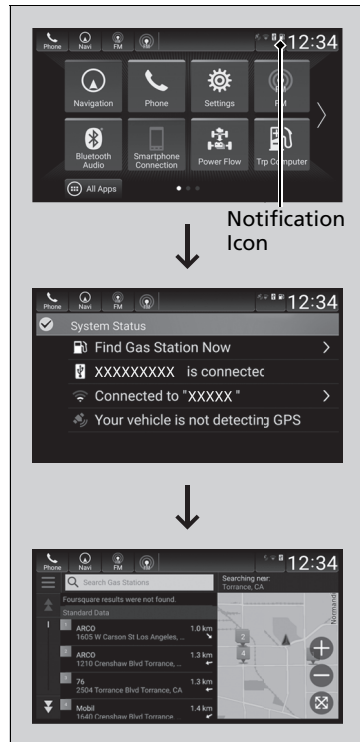 Phone Navi FM 12:34
Navigation Phone Settings FM
Bluetooth Audio Smartphone Connection Power Flow Trp Computer
All Apps
Notification
Icon
Phone Navi FM 12:34
System Status
Find Gas Station Now
XXXXXXXXX is connected
Connected to "XXXXX "
Your vehicle is not detecting GPS
Phone Navi FM 12:34
Search Gas Stations
Searching near:
Torrance, CA
Foursquare results were not found.
Standard Data
1 ARCO 1.0 km
1605 W Carson St Los Angeles, ...
ARCO 1.3 km
1210 Crenshaw Blvd Torrance, ...
76 1.3 km
2504 Torrance Blvd Torrance, CA
Mobil 1.4 km
1640 Crenshaw Blvd Torrance
2
4
Normandi